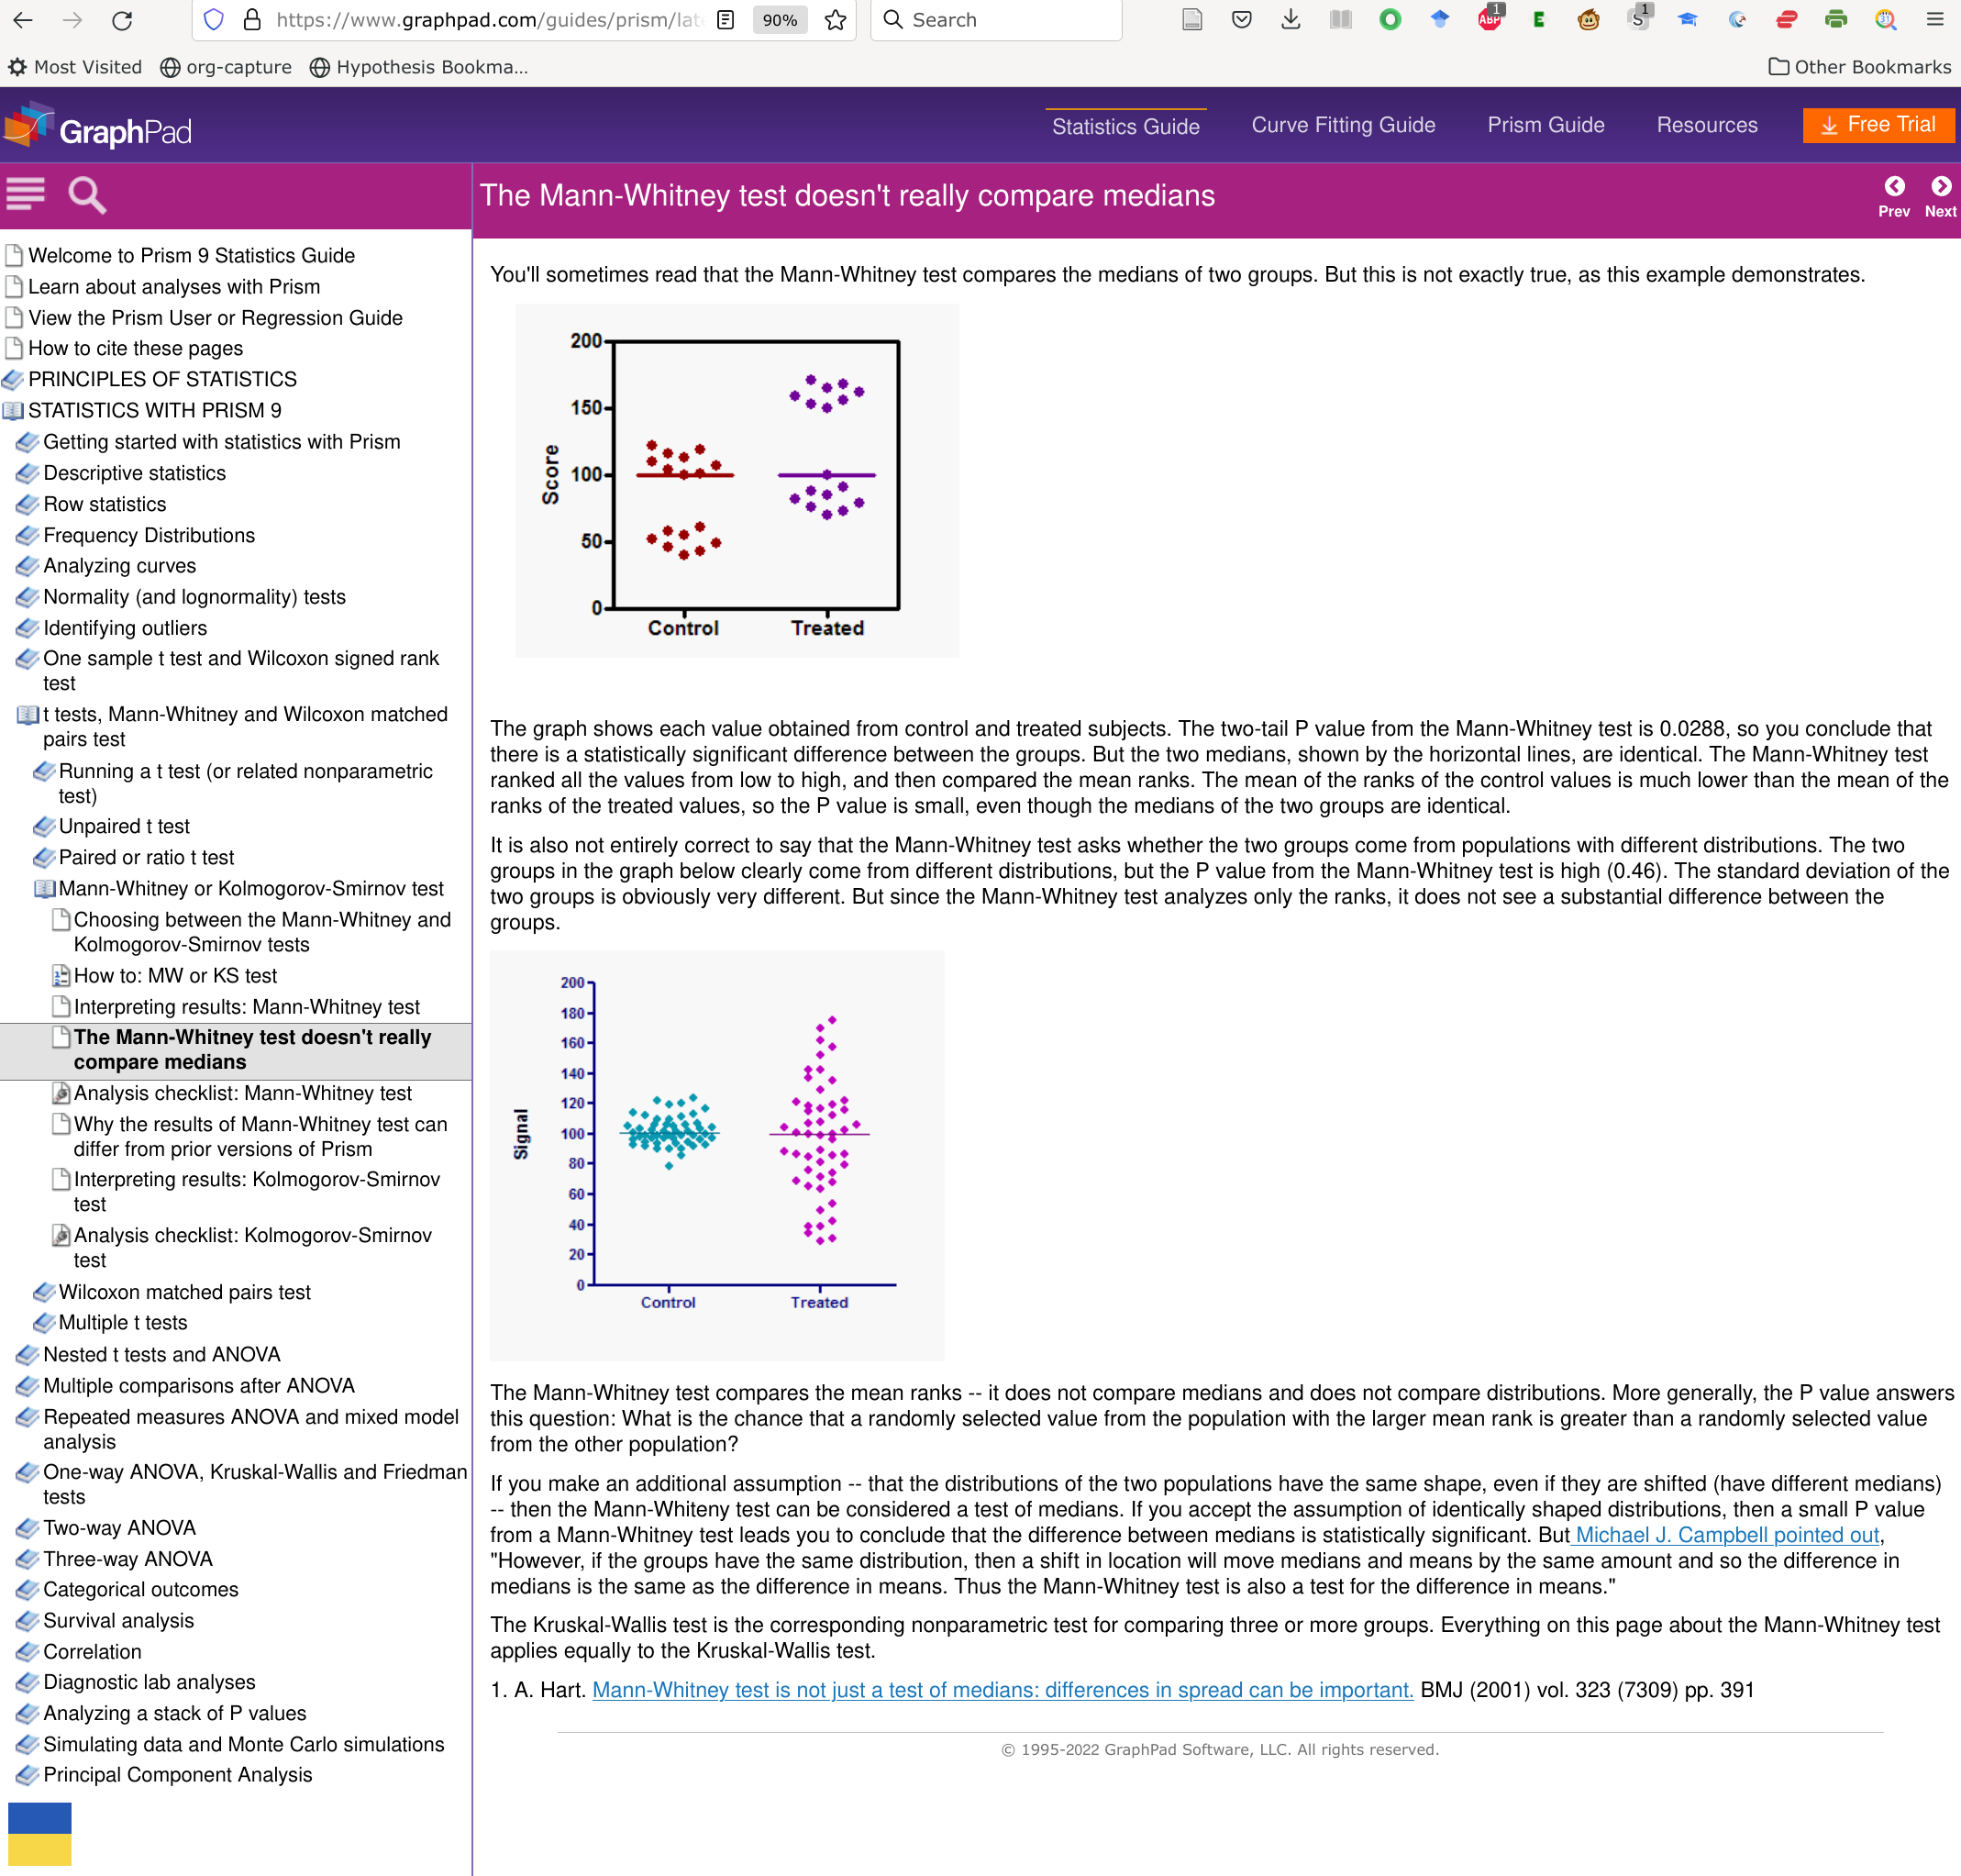 https://www.graphpad.com/guides/prism/late
90%
Search
1
ABP
E
S
1
31
Most Visited
org-capture
Hypothesis Bookma...
Other Bookmarks
GraphPad
Statistics Guide
Curve Fitting Guide
Prism Guide
Resources
Free Trial
The Mann-Whitney test doesn't really compare medians
Prev
Next
Welcome to Prism 9 Statistics Guide
Learn about analyses with Prism
View the Prism User or Regression Guide
How to cite these pages
PRINCIPLES OF STATISTICS
STATISTICS WITH PRISM 9
Getting started with statistics with Prism
Descriptive statistics
Row statistics
Frequency Distributions
Analyzing curves
Normality (and lognormality) tests
Identifying outliers
One sample t test and Wilcoxon signed rank
test
t tests, Mann-Whitney and Wilcoxon matched
pairs test
Running a t test (or related nonparametric
test)
Unpaired t test
Paired or ratio t test
Mann-Whitney or Kolmogorov-Smirnov test
Choosing between the Mann-Whitney and
Kolmogorov-Smirnov tests
How to: MW or KS test
Interpreting results: Mann-Whitney test
The Mann-Whitney test doesn't really
compare medians
Analysis checklist: Mann-Whitney test
Why the results of Mann-Whitney test can
differ from prior versions of Prism
Interpreting results: Kolmogorov-Smirnov
test
Analysis checklist: Kolmogorov-Smirnov
test
Wilcoxon matched pairs test
Multiple t tests
Nested t tests and ANOVA
Multiple comparisons after ANOVA
Repeated measures ANOVA and mixed model
analysis
One-way ANOVA, Kruskal-Wallis and Friedman
tests
Two-way ANOVA
Three-way ANOVA
Categorical outcomes
Survival analysis
Correlation
Diagnostic lab analyses
Analyzing a stack of P values
Simulating data and Monte Carlo simulations
Principal Component Analysis
You'll sometimes read that the Mann-Whitney test compares the medians of two groups. But this is not exactly true, as this example demonstrates.
200
150
100
50
0
Score
Control
Treated
The graph shows each value obtained from control and treated subjects. The two-tail P value from the Mann-Whitney test is 0.0288, so you conclude that
there is a statistically significant difference between the groups. But the two medians, shown by the horizontal lines, are identical. The Mann-Whitney test
ranked all the values from low to high, and then compared the mean ranks. The mean of the ranks of the control values is much lower than the mean of the
ranks of the treated values, so the P value is small, even though the medians of the two groups are identical.
It is also not entirely correct to say that the Mann-Whitney test asks whether the two groups come from populations with different distributions. The two
groups in the graph below clearly come from different distributions, but the P value from the Mann-Whitney test is high (0.46). The standard deviation of the
two groups is obviously very different. But since the Mann-Whitney test analyzes only the ranks, it does not see a substantial difference between the
groups.
200
180
160
140
120
100
80
60
40
20
0
Signal
Control
Treated
The Mann-Whitney test compares the mean ranks -- it does not compare medians and does not compare distributions. More generally, the P value answers
this question: What is the chance that a randomly selected value from the population with the larger mean rank is greater than a randomly selected value
from the other population?
If you make an additional assumption -- that the distributions of the two populations have the same shape, even if they are shifted (have different medians)
-- then the Mann-Whiteny test can be considered a test of medians. If you accept the assumption of identically shaped distributions, then a small P value
from a Mann-Whitney test leads you to conclude that the difference between medians is statistically significant. But Michael J. Campbell pointed out,
"However, if the groups have the same distribution, then a shift in location will move medians and means by the same amount and so the difference in
medians is the same as the difference in means. Thus the Mann-Whitney test is also a test for the difference in means."
The Kruskal-Wallis test is the corresponding nonparametric test for comparing three or more groups. Everything on this page about the Mann-Whitney test
applies equally to the Kruskal-Wallis test.
1. A. Hart. Mann-Whitney test is not just a test of medians: differences in spread can be important. BMJ (2001) vol. 323 (7309) pp. 391
© 1995-2022 GraphPad Software, LLC. All rights reserved.